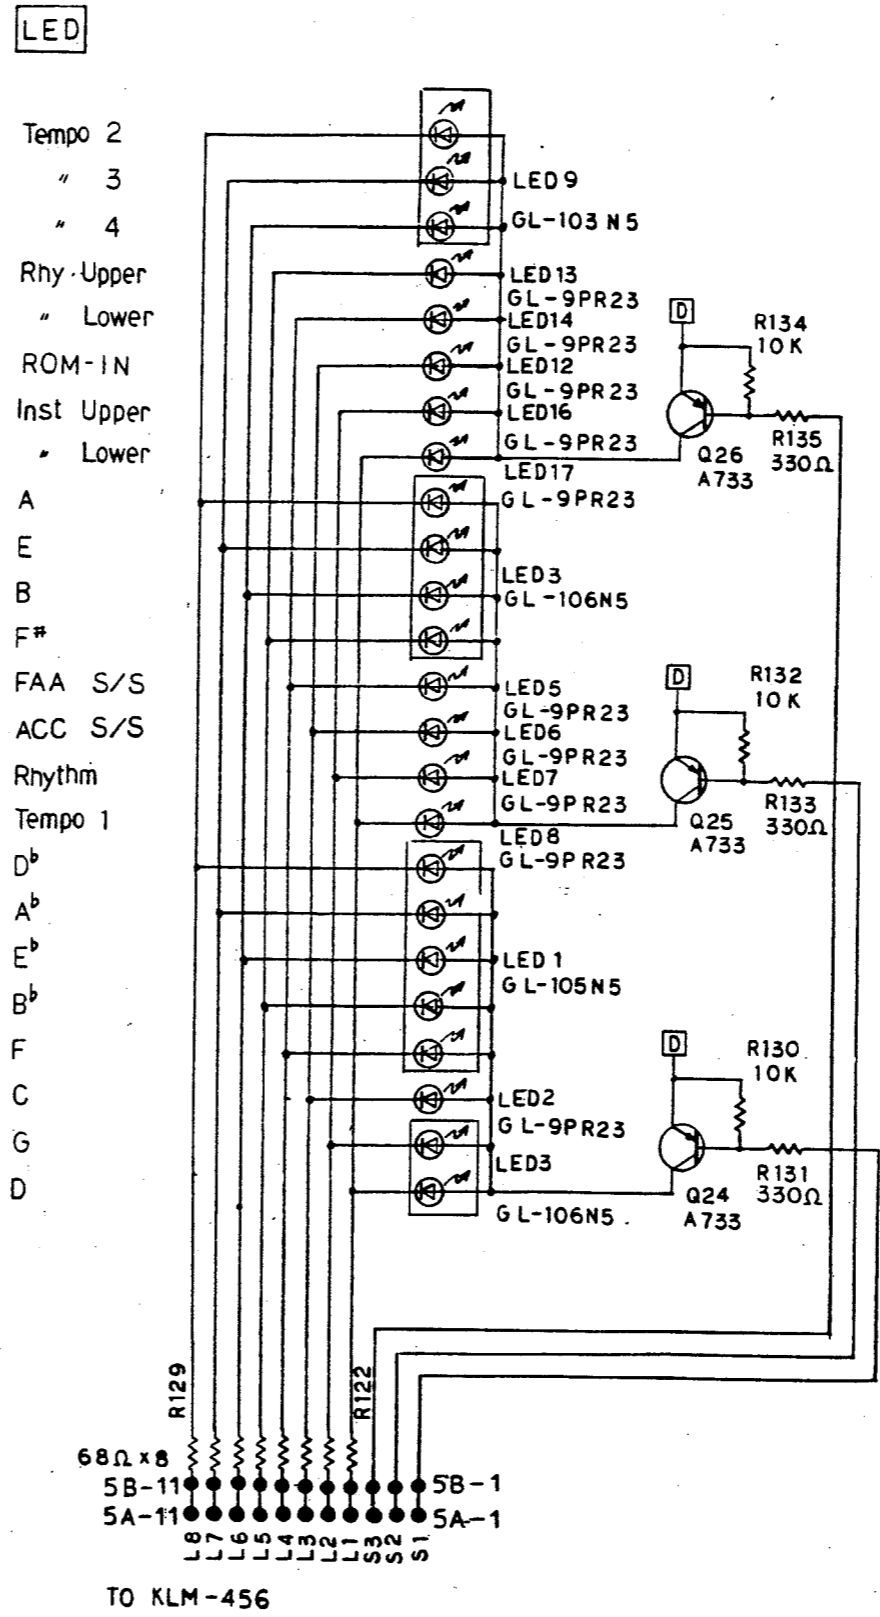 LED
Tempo 2
〃 3
〃 4
Rhy. Upper
〃 Lower
ROM-IN
Inst Upper
〃 Lower
A
E
B
F#
FAA S/S
ACC S/S
Rhythm
Tempo 1
D♭
A♭
E♭
B♭
F
C
G
D
LED9
GL-103N5
LED13
GL-9PR23
LED14
GL-9PR23
LED12
GL-9PR23
LED16
GL-9PR23
LED17
GL-9PR23
LED3
GL-106N5
LED5
GL-9PR23
LED6
GL-9PR23
LED7
GL-9PR23
LED8
GL-9PR23
LED1
GL-105N5
LED2
GL-9PR23
LED3
GL-106N5
D
R134
10K
R135
330Ω
Q26
A733
D
R132
10K
R133
330Ω
Q25
A733
D
R130
10K
R131
330Ω
Q24
A733
R129
R122
68Ω×8
5B-11
5B-1
5A-11
5A-1
L8
L7
L6
L5
L4
L3
L2
L1
S3
S2
S1
TO KLM-456